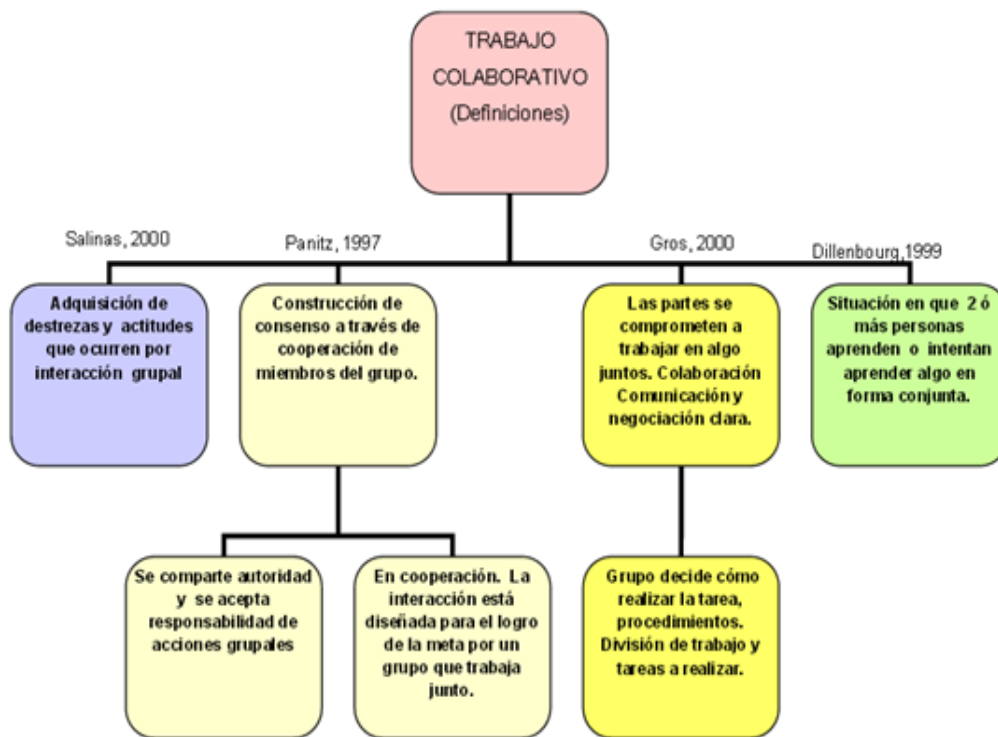 TRABAJO
COLABORATIVO
(Definiciones)
Salinas, 2000
Panitz, 1997
Gros, 2000
Dillenbourg,1999
Adquisición de
destrezas y actitudes
que ocurren por
interacción grupal
Construcción de
consenso a través de
cooperación de
miembros del grupo.
Las partes se
comprometen a
trabajar en algo
juntos. Colaboración
Comunicación y
negociación clara.
Situación en que 2 ó
más personas
aprenden o intentan
aprender algo en
forma conjunta.
Se comparte autoridad
y se acepta
responsabilidad de
acciones grupales
En cooperación. La
interacción está
diseñada para el logro
de la meta por un
grupo que trabaja
junto.
Grupo decide cómo
realizar la tarea,
procedimientos.
División de trabajo y
tareas a realizar.